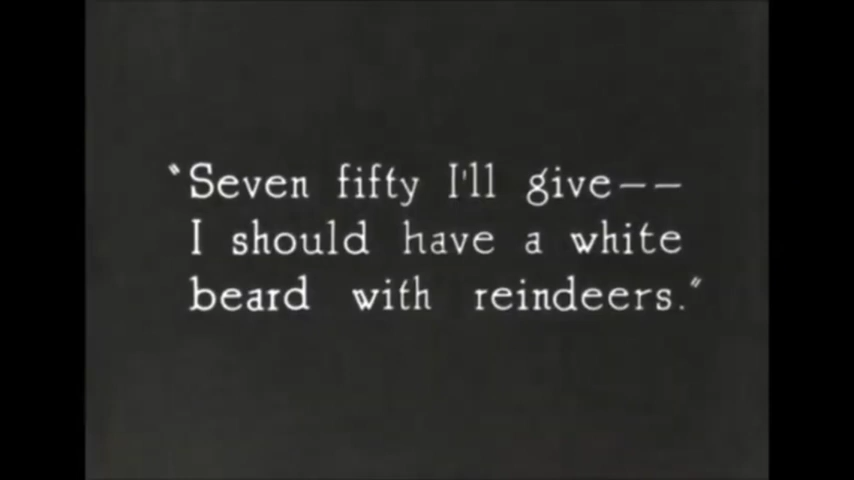 "Seven fifty I'll give--
I should have a white
beard with reindeers."